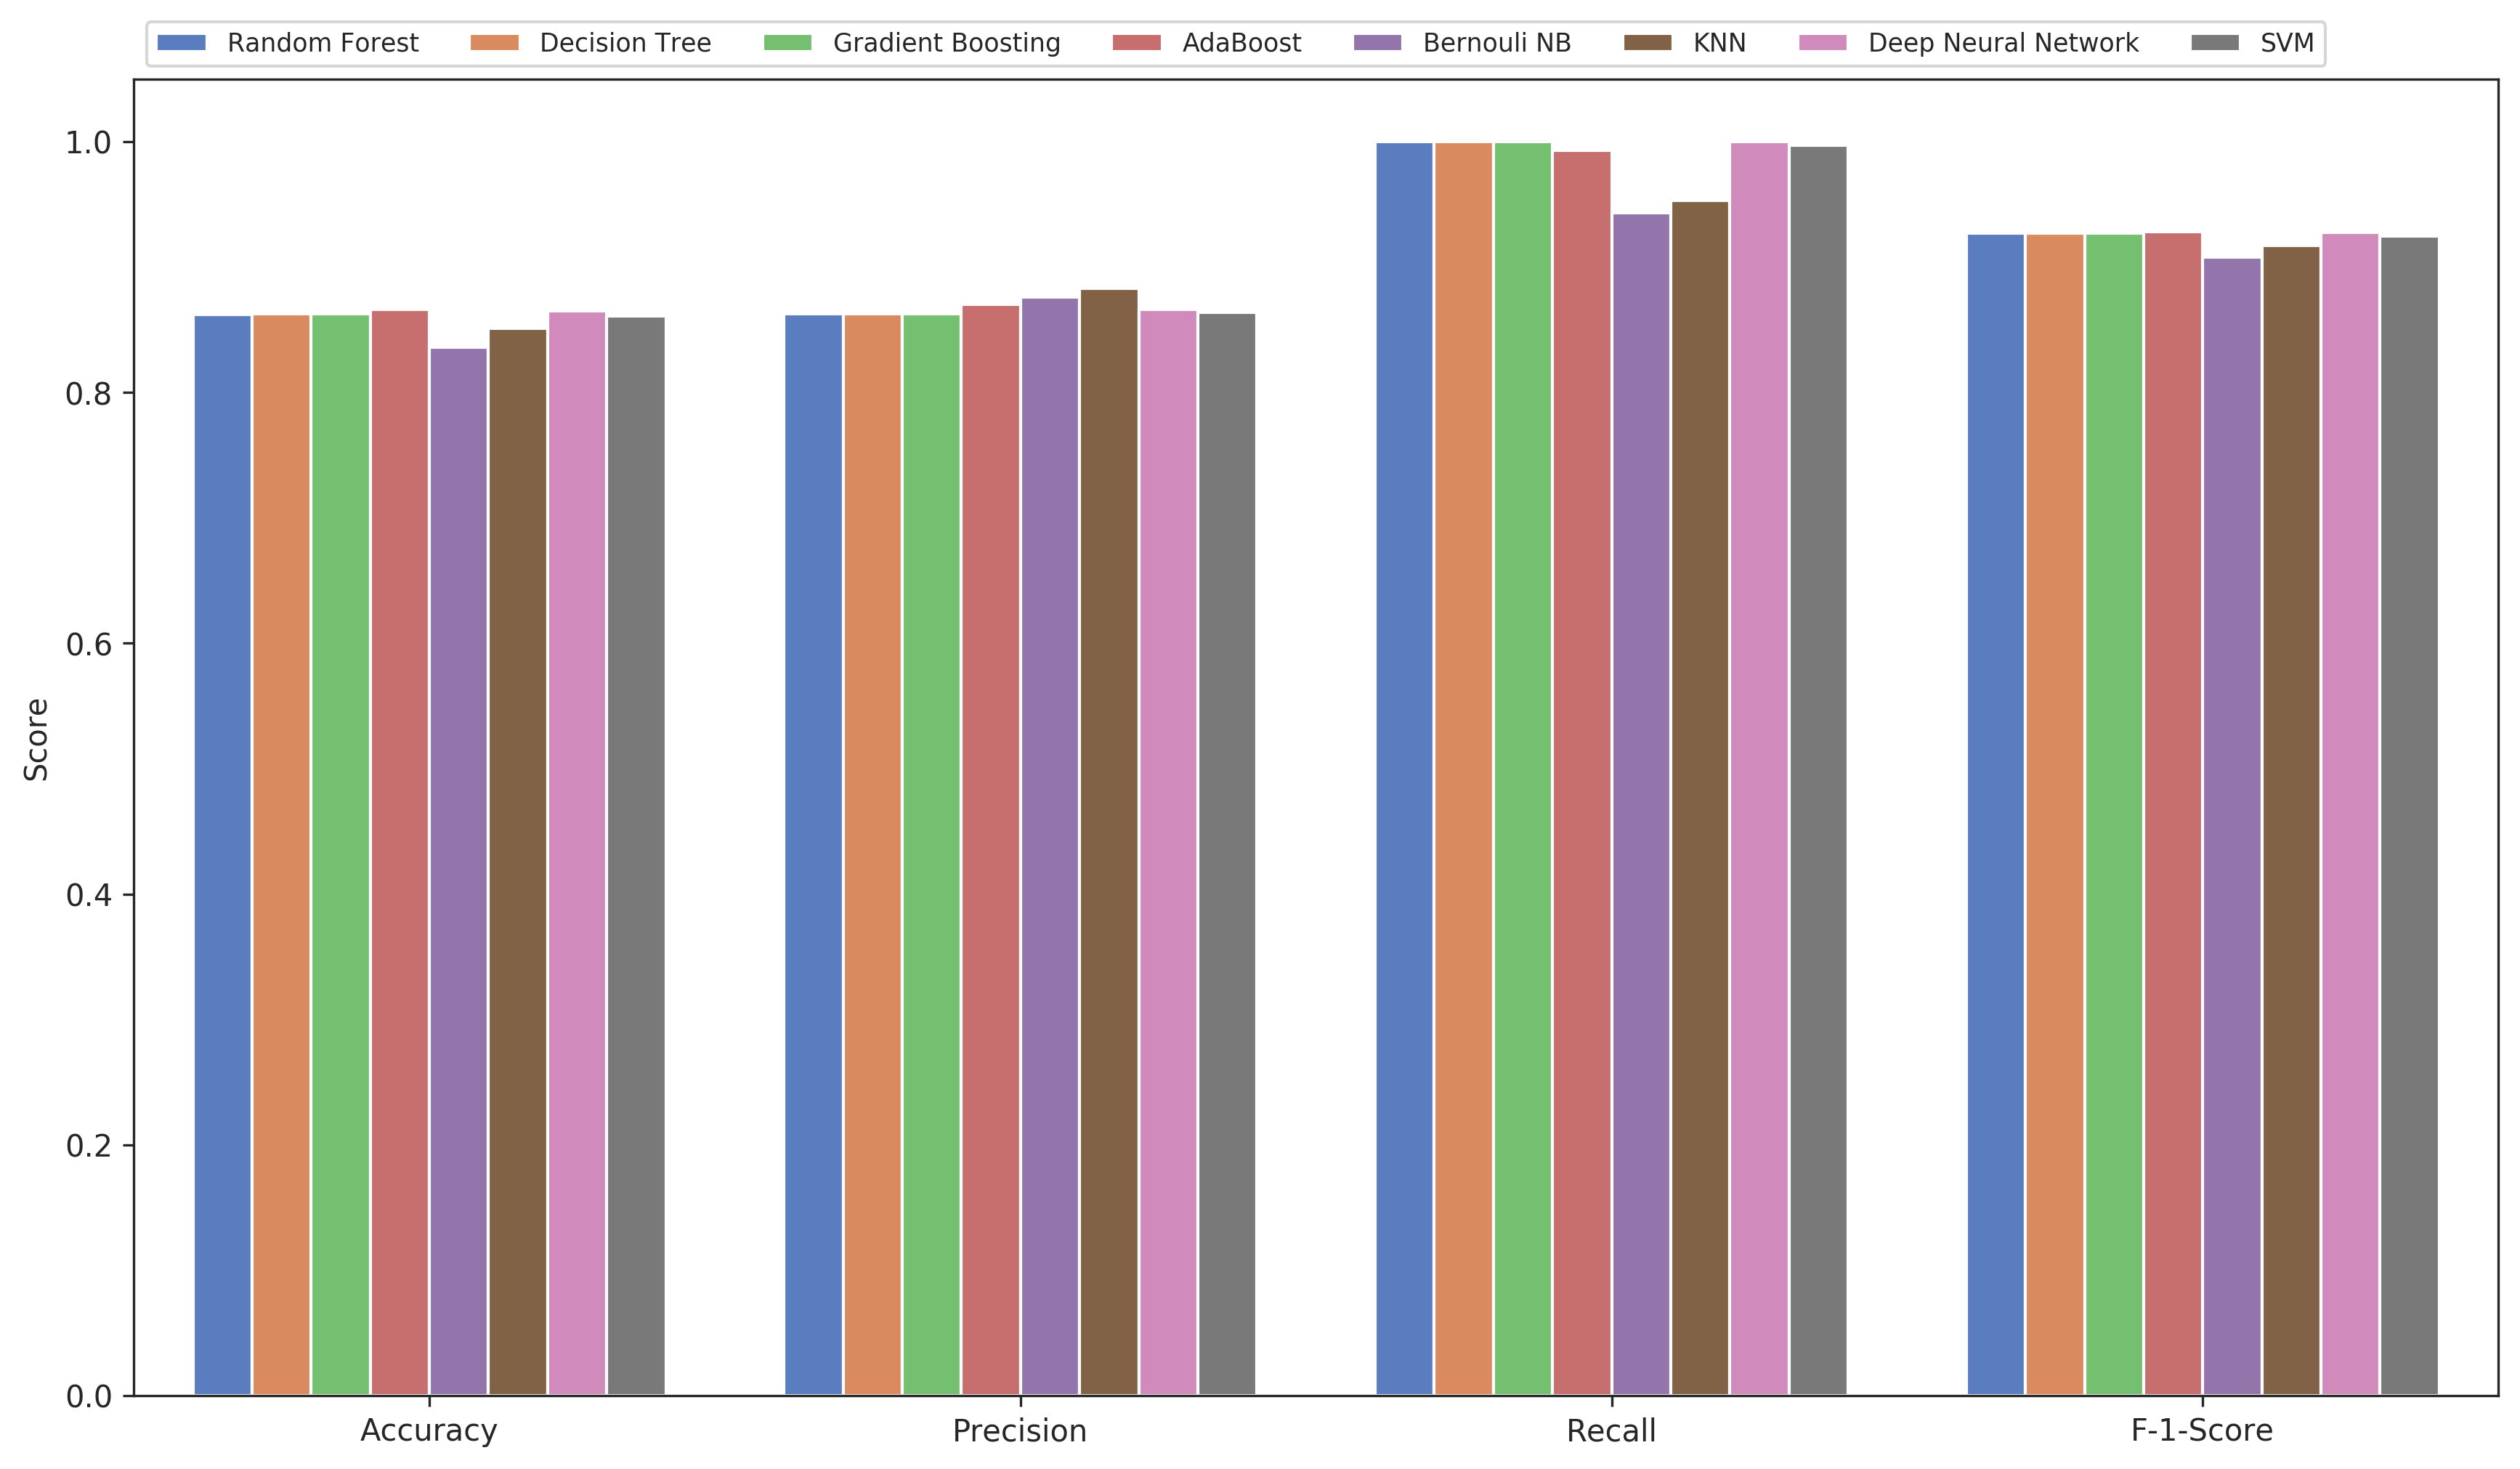 Random Forest Decision Tree Gradient Boosting AdaBoost Bernouli NB KNN Deep Neural Network SVM
1.0
0.8
0.6
0.4
0.2
0.0
Score
Accuracy Precision Recall F-1-Score